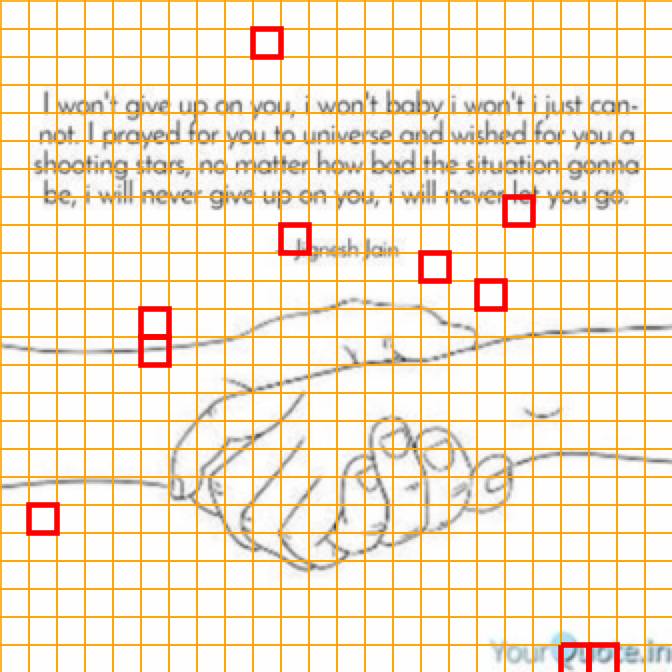 I won't give up on you, i won't baby i won't i just can-
not. I prayed for you to universe and wished for you a
shooting stars, no matter how bad the situation gonna
be, i will never give up on you, i will never let you go.
- Jignesh Jain
YourQuote.in